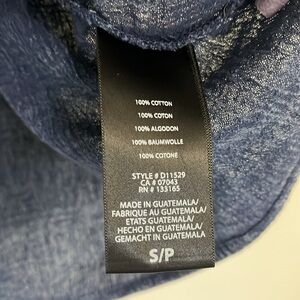 100% COTTON
100% COTON
100% ALGODON
100% BAUMWOLLE
100% COTONE
STYLE # D11529
CA # 07043
RN # 133165
MADE IN GUATEMALA/
FABRIQUE AU GUATEMALA/
ETATS GUATEMALA/
HECHO EN GUATEMALA/
GEMACHT IN GUATEMALA
S/P